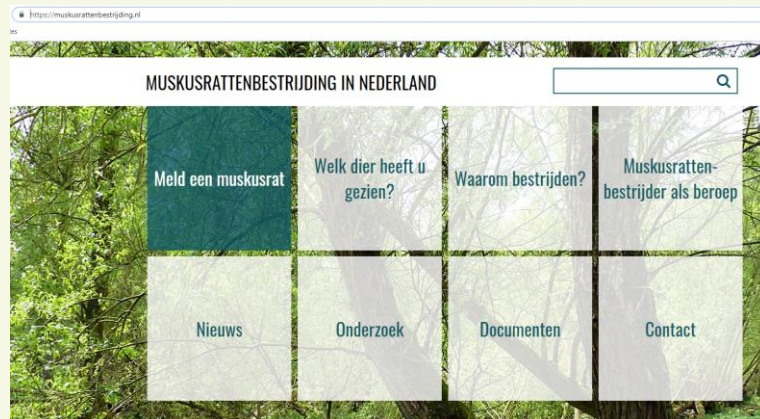 https://muskusrattenbestrijding.nl
tes
MUSKUSRATTENBESTRIJDING IN NEDERLAND
Meld een muskusrat
Welk dier heeft u
gezien?
Waarom bestrijden?
Muskusratten-
bestrijder als beroep
Nieuws
Onderzoek
Documenten
Contact